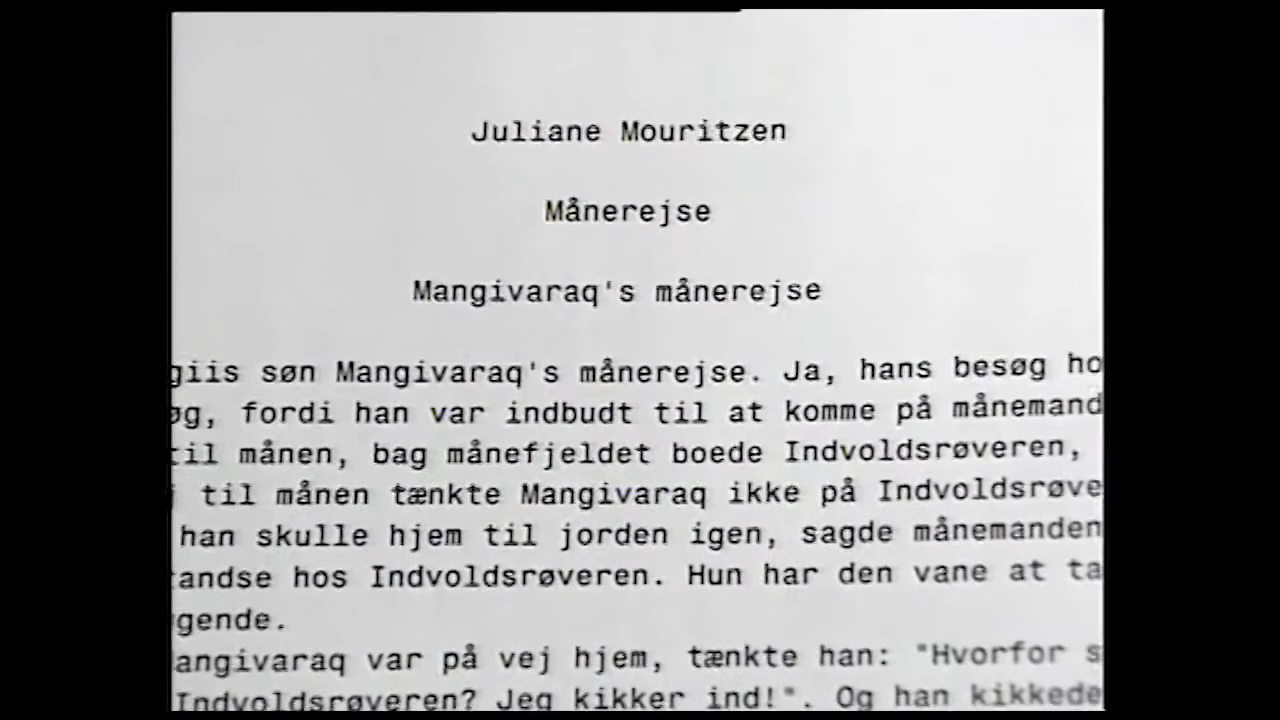 Juliane Mouritzen
Månerejse
Mangivaraq's månerejse
giis søn Mangivaraq's månerejse. Ja, hans besøg ho
øg, fordi han var indbudt til at komme på månemand
til månen, bag månefjeldet boede Indvoldsrøveren,
til månen tænkte Mangivaraq ikke på Indvoldsrøve
han skulle hjem til jorden igen, sagde månemanden
andse hos Indvoldsrøveren. Hun har den vane at ta
gende.
angivaraq var på vej hjem, tænkte han: "Hvorfor s
Indvoldsrøveren? Jeg kikker ind!". Og han kikkede